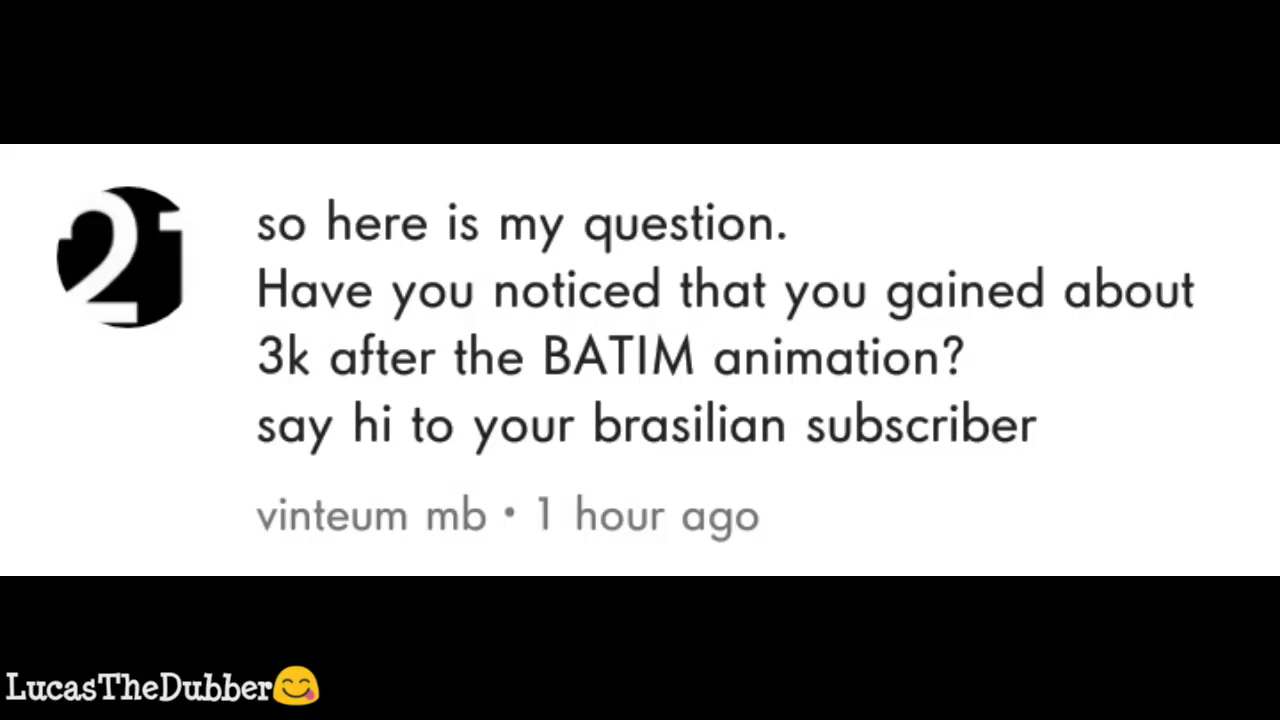 21
so here is my question.
Have you noticed that you gained about
3k after the BATIM animation?
say hi to your brasilian subscriber
vinteum mb • 1 hour ago
LucasTheDubber😋